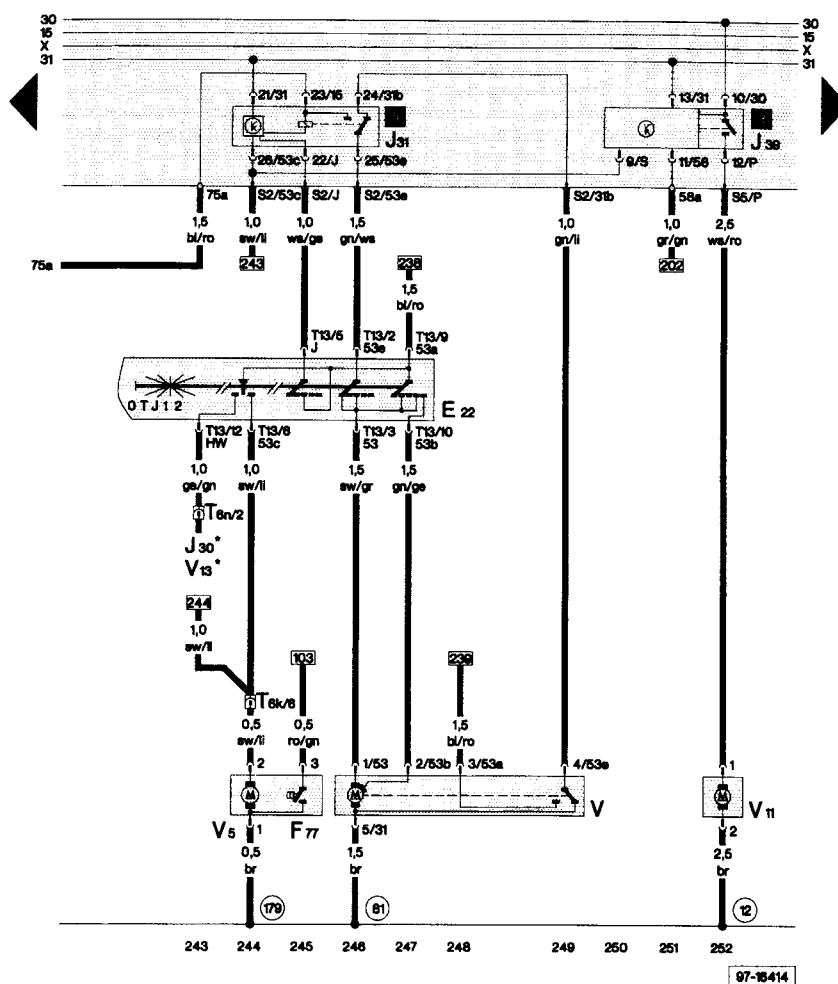 30 30
15 15
X X
31 31
21/31 23/15 24/31b 13/31 10/30
J31
J39
26/53c 22/J 25/53e 9/S 11/56 12/P
75a S2/53c S2/J S2/53e S2/31b 56a S5/P
1,5 1,0 1,0 1,5 1,0 1,0 2,5
bl/ro sw/li ws/gs gn/ws gn/li gr/gn ws/ro
243 238 202
75a
1,5
bl/ro
T13/5 T13/2 T13/9
J 53e 53a
0 T J 1 2
E 22
T13/12 T13/6 T13/3 T13/10
HW 53c 53 53b
1,0 1,0 1,5 1,5
gs/gn sw/li sw/gr gn/ge
T6n/2
J30*
V13*
244
1,0
sw/li
103 239
T6k/6
0,5 0,5 1,5
sw/li ro/gn bl/ro
2 3 1/53 2/53b 3/53a 4/53e 1
M M M
V5 1 F77 5/31 V V11 2
0,5 1,5 2,5
br br br
179 81 12
243 244 245 246 247 248 249 250 251 252
97-16414